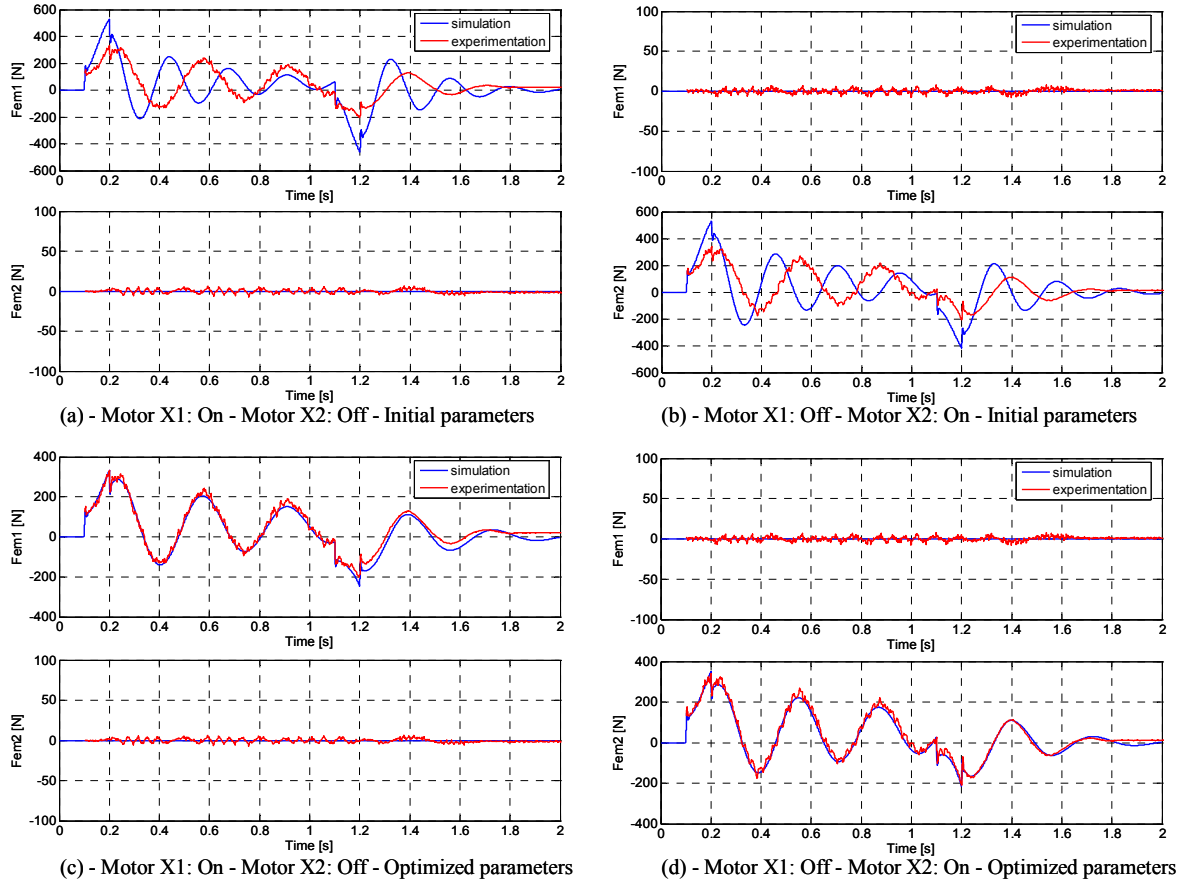 600
400
200
0
-200
-400
-600
Fem1 [N]
simulation
experimentation
0 0.2 0.4 0.6 0.8 1 1.2 1.4 1.6 1.8 2
Time [s]
100
50
0
-50
-100
Fem2 [N]
0 0.2 0.4 0.6 0.8 1 1.2 1.4 1.6 1.8 2
Time [s]
(a) - Motor X1: On - Motor X2: Off - Initial parameters
100
50
0
-50
-100
Fem1 [N]
simulation
experimentation
0 0.2 0.4 0.6 0.8 1 1.2 1.4 1.6 1.8 2
Time [s]
600
400
200
0
-200
-400
-600
Fem2 [N]
0 0.2 0.4 0.6 0.8 1 1.2 1.4 1.6 1.8 2
Time [s]
(b) - Motor X1: Off - Motor X2: On - Initial parameters
400
200
0
-200
-400
Fem1 [N]
simulation
experimentation
0 0.2 0.4 0.6 0.8 1 1.2 1.4 1.6 1.8 2
Time [s]
100
50
0
-50
-100
Fem2 [N]
0 0.2 0.4 0.6 0.8 1 1.2 1.4 1.6 1.8 2
Time [s]
(c) - Motor X1: On - Motor X2: Off - Optimized parameters
100
50
0
-50
-100
Fem1 [N]
simulation
experimentation
0 0.2 0.4 0.6 0.8 1 1.2 1.4 1.6 1.8 2
Time [s]
400
200
0
-200
-400
Fem2 [N]
0 0.2 0.4 0.6 0.8 1 1.2 1.4 1.6 1.8 2
Time [s]
(d) - Motor X1: Off - Motor X2: On - Optimized parameters